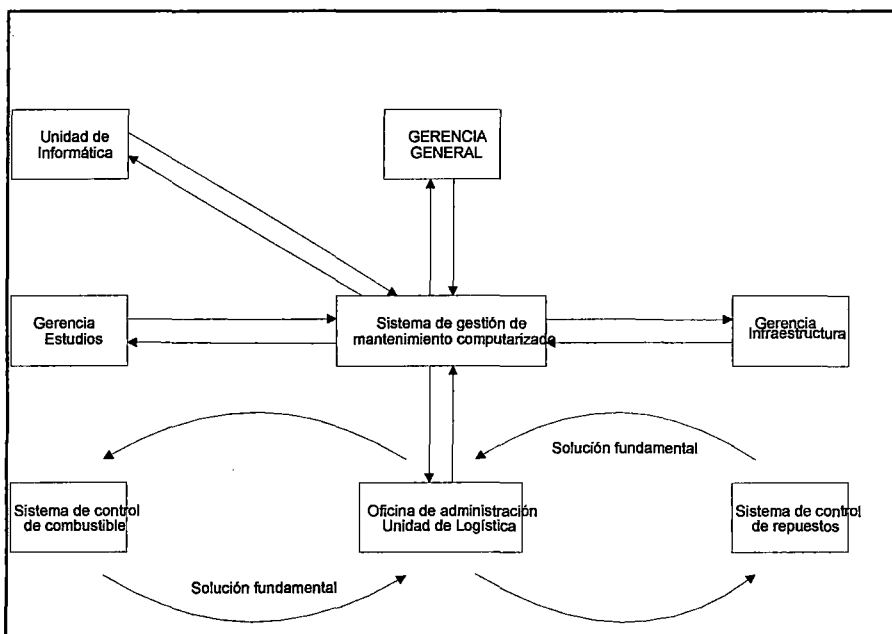 Unidad de
Informática
GERENCIA
GENERAL
Gerencia
Estudios
Sistema de gestión de
mantenimiento computarizado
Gerencia
Infraestructura
Solución fundamental
Sistema de control
de combustible
Oficina de administración
Unidad de Logística
Sistema de control
de repuestos
Solución fundamental